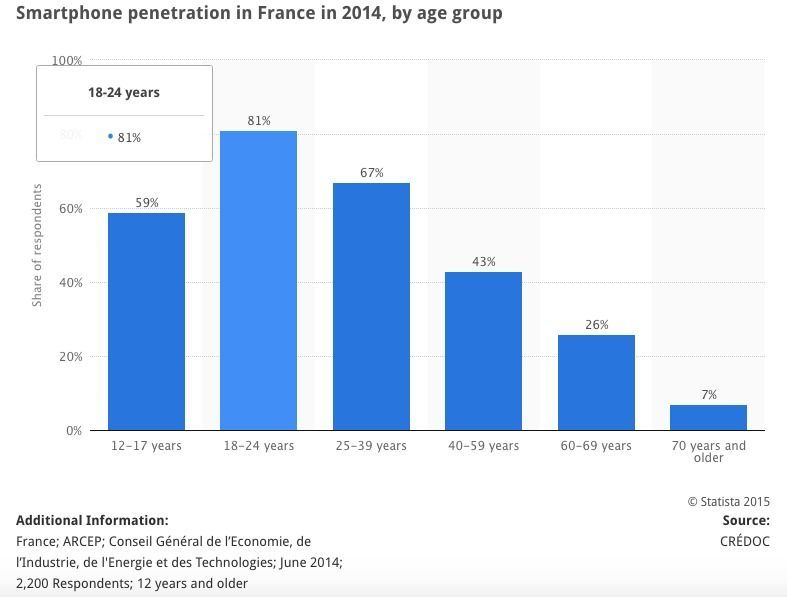 Smartphone penetration in France in 2014, by age group
100%
18-24 years
• 81%
80%
60%
40%
20%
0%
Share of respondents
59%
81%
67%
43%
26%
7%
12-17 years
18-24 years
25-39 years
40-59 years
60-69 years
70 years and
older
© Statista 2015
Additional Information:
France; ARCEP; Conseil Général de l’Economie, de
l’Industrie, de l'Energie et des Technologies; June 2014;
2,200 Respondents; 12 years and older
Source:
CRÉDOC